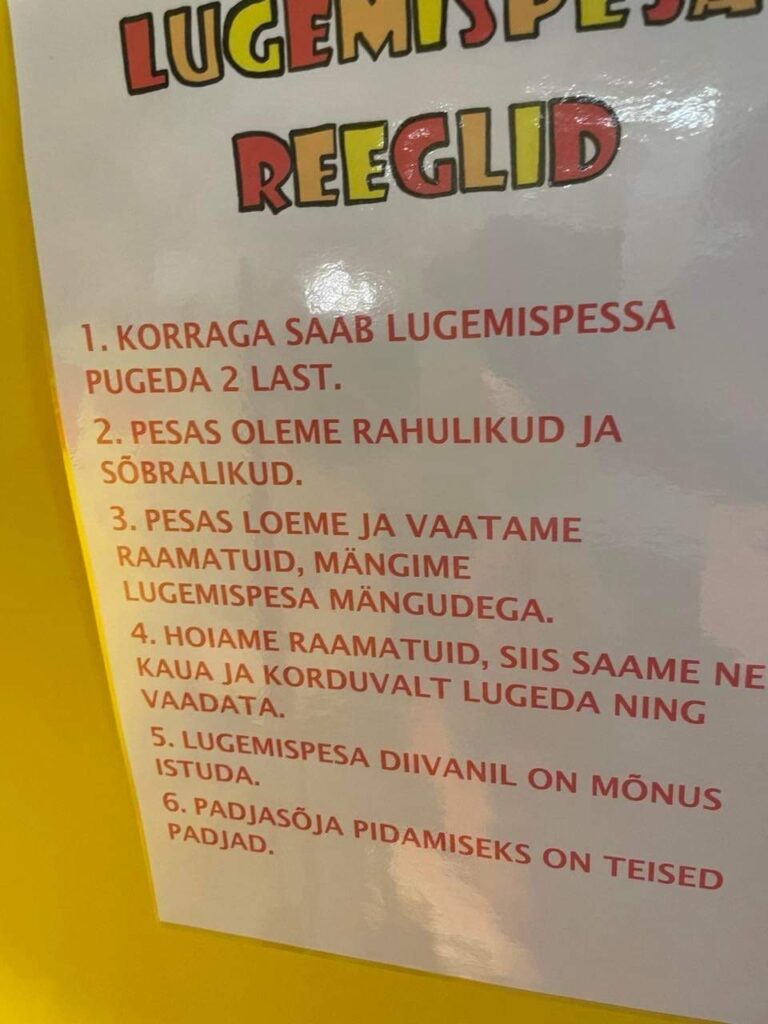 LUGEMISPESA
REEGLID
1. KORRAGA SAAB LUGEMISPESSA
PUGEDA 2 LAST.
2. PESAS OLEME RAHULIKUD JA
SÕBRALIKUD.
3. PESAS LOEME JA VAATAME
RAAMATUID, MÄNGIME
LUGEMISPESA MÄNGUDEGA.
4. HOIAME RAAMATUID, SIIS SAAME NE
KAUA JA KORDUVALT LUGEDA NING
VAADATA.
5. LUGEMISPESA DIIVANIL ON MÕNUS
ISTUDA.
6. PADJASÕJA PIDAMISEKS ON TEISED
PADJAD.